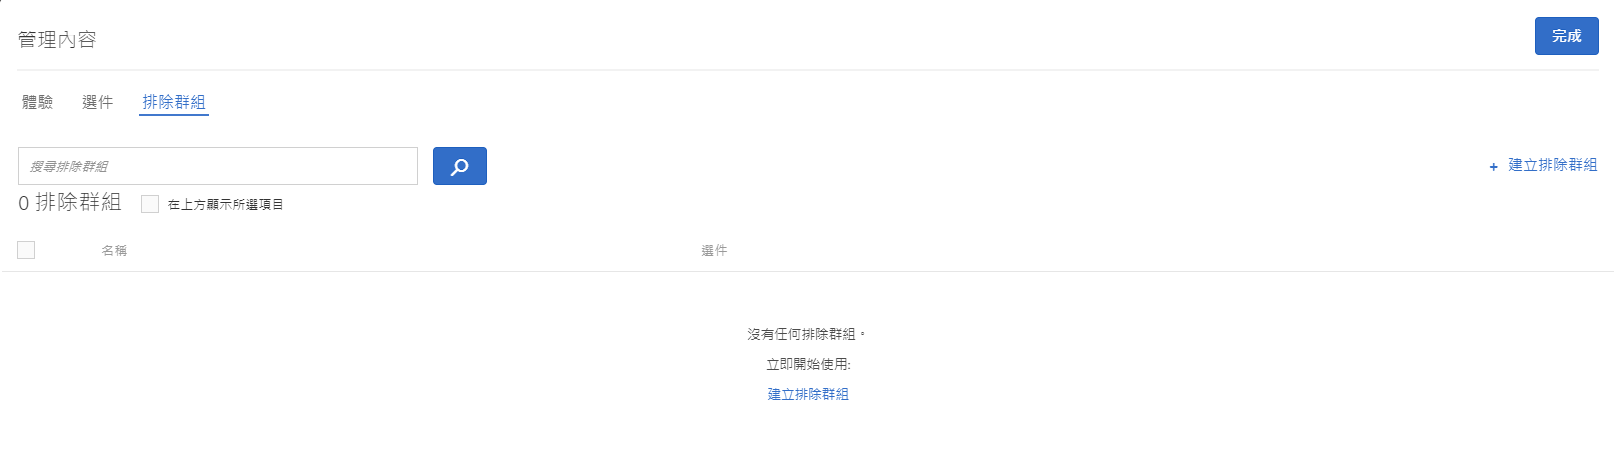 管理內容
完成
體驗 選件 排除群組
搜尋排除群組
+ 建立排除群組
0 排除群組 在上方顯示所選項目
名稱 選件
沒有任何排除群組。
立即開始使用:
建立排除群組